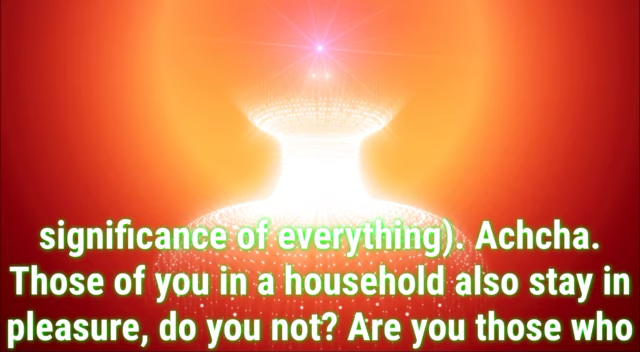 significance of everything). Achcha.
Those of you in a household also stay in
pleasure, do you not? Are you those who